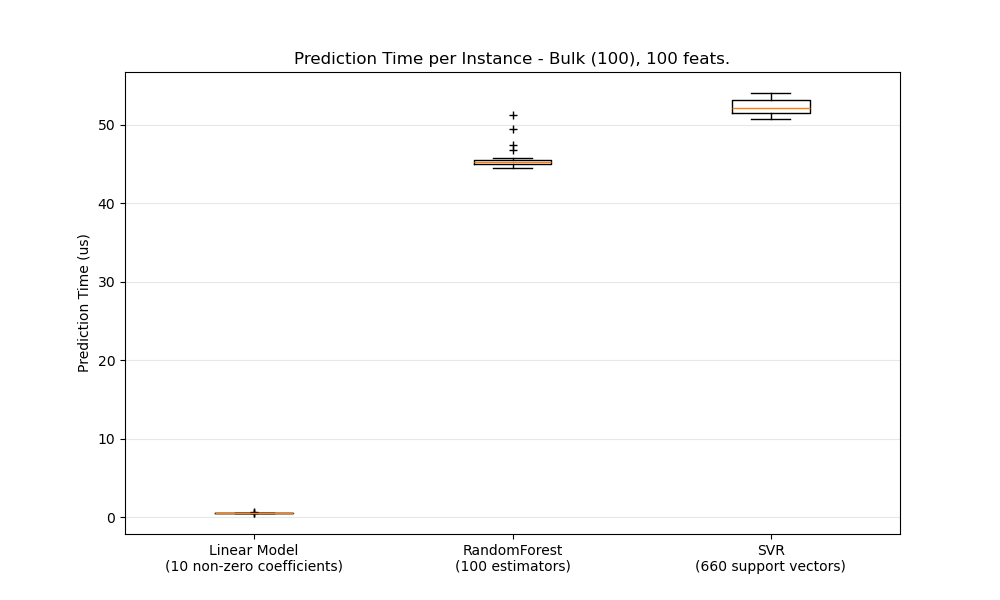 Prediction Time per Instance - Bulk (100), 100 feats.
Prediction Time (us)
50
40
30
20
10
0
Linear Model
(10 non-zero coefficients)
RandomForest
(100 estimators)
SVR
(660 support vectors)